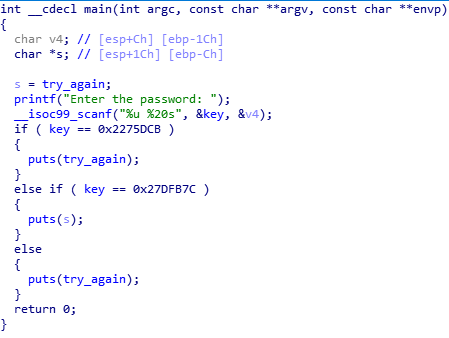 int __cdecl main(int argc, const char **argv, const char **envp)
{
char v4; // [esp+Ch] [ebp-1Ch]
char *s; // [esp+1Ch] [ebp-Ch]
s = try_again;
printf("Enter the password: ");
__isoc99_scanf("%u %20s", &key, &v4);
if ( key == 0x2275DCB )
{
puts(try_again);
}
else if ( key == 0x27DFB7C )
{
puts(s);
}
else
{
puts(try_again);
}
return 0;
}